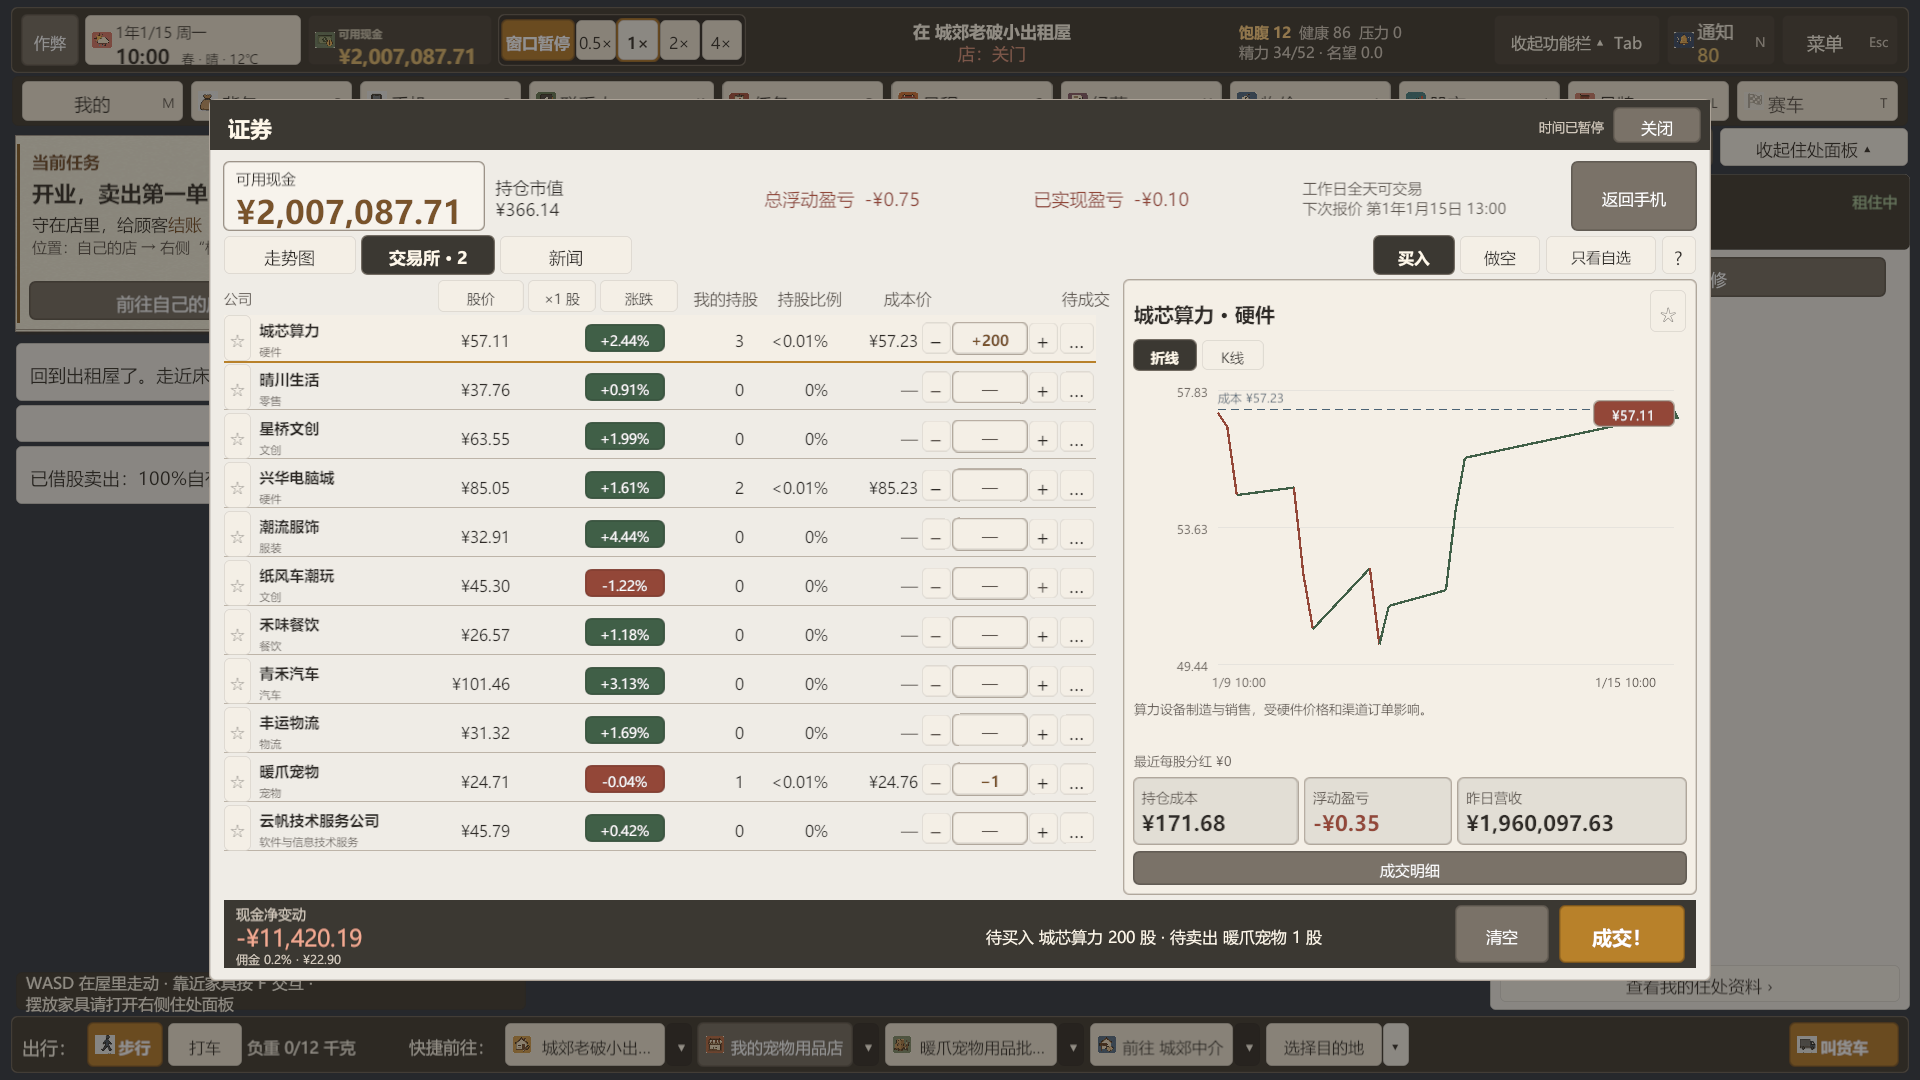 作弊
1年1/15 周一
10:00 春 · 晴 · 12℃
可用现金
¥2,007,087.71
窗口暂停
0.5×
1×
2×
4×
在 城郊老破小出租屋
店：关门
饱腹 12 健康 86 压力 0
精力 34/52 · 名望 0.0
收起功能栏 ▴ Tab
通知
80
N
菜单 Esc
我的 M
赛车 T
L
当前任务
开业，卖出第一单
守在店里，给顾客结账
位置：自己的店 → 右侧
前往自己的
回到出租屋了。走近床
已借股卖出：100%自
收起住处面板 ▴
租住中
修
证券
时间已暂停
关闭
可用现金
¥2,007,087.71
持仓市值
¥366.14
总浮动盈亏 -¥0.75
已实现盈亏 -¥0.10
工作日全天可交易
下次报价 第1年1月15日 13:00
返回手机
走势图
交易所 • 2
新闻
买入
做空
只看自选
?
公司 股价 ×1 股 涨跌 我的持股 持股比例 成本价 待成交
☆ 城芯算力 ¥57.11 +2.44% 3 <0.01% ¥57.23 − +200 + ...
硬件
☆ 晴川生活 ¥37.76 +0.91% 0 0% — − — + ...
零售
☆ 星桥文创 ¥63.55 +1.99% 0 0% — − — + ...
文创
☆ 兴华电脑城 ¥85.05 +1.61% 2 <0.01% ¥85.23 − — + ...
硬件
☆ 潮流服饰 ¥32.91 +4.44% 0 0% — − — + ...
服装
☆ 纸风车潮玩 ¥45.30 -1.22% 0 0% — − — + ...
文创
☆ 禾味餐饮 ¥26.57 +1.18% 0 0% — − — + ...
餐饮
☆ 青禾汽车 ¥101.46 +3.13% 0 0% — − — + ...
汽车
☆ 丰运物流 ¥31.32 +1.69% 0 0% — − — + ...
物流
☆ 暖爪宠物 ¥24.71 -0.04% 1 <0.01% ¥24.76 − −1 + ...
宠物
☆ 云帆技术服务公司 ¥45.79 +0.42% 0 0% — − — + ...
软件与信息技术服务
城芯算力 • 硬件
☆
折线
K线
57.83
成本 ¥57.23
¥57.11
53.63
49.44
1/9 10:00
1/15 10:00
算力设备制造与销售，受硬件价格和渠道订单影响。
最近每股分红 ¥0
持仓成本
¥171.68
浮动盈亏
-¥0.35
昨日营收
¥1,960,097.63
成交明细
现金净变动
-¥11,420.19
佣金 0.2% · ¥22.90
待买入 城芯算力 200 股 · 待卖出 暖爪宠物 1 股
清空
成交！
WASD 在屋里走动 · 靠近家具按 F 交互 ·
摆放家具请打开右侧住处面板
查看我的住处资料 ›
出行：
步行
打车
负重 0/12 千克
快捷前往：
城郊老破小出... ▾
我的宠物用品店 ▾
暖爪宠物用品批... ▾
前往 城郊中介 ▾
选择目的地 ▾
叫货车